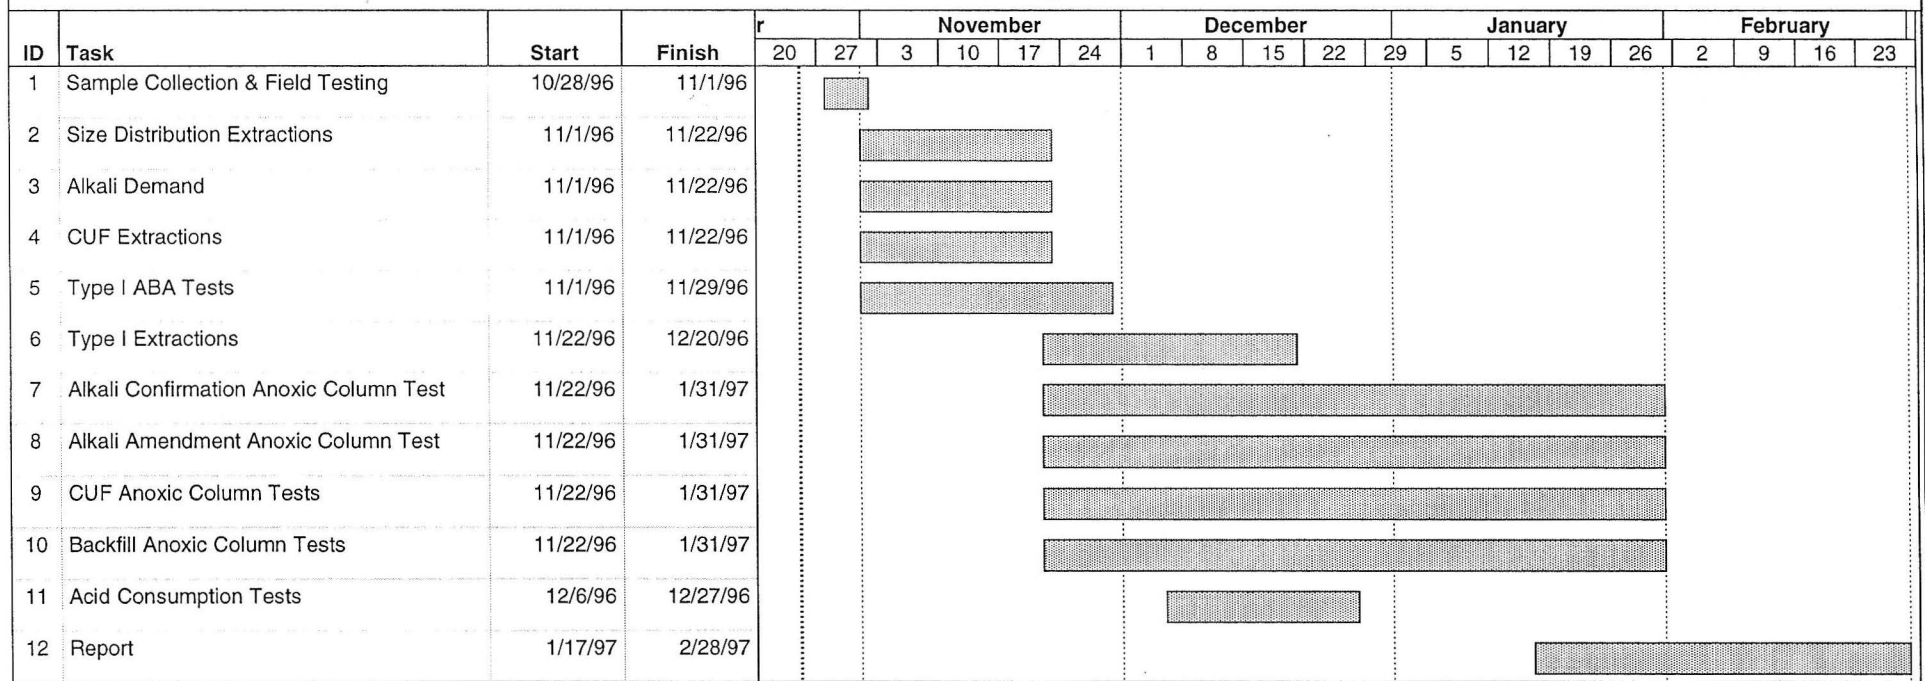 r November December January February
ID Task Start Finish 20 27 3 10 17 24 1 8 15 22 29 5 12 19 26 2 9 16 23
1 Sample Collection & Field Testing 10/28/96 11/1/96
2 Size Distribution Extractions 11/1/96 11/22/96
3 Alkali Demand 11/1/96 11/22/96
4 CUF Extractions 11/1/96 11/22/96
5 Type I ABA Tests 11/1/96 11/29/96
6 Type I Extractions 11/22/96 12/20/96
7 Alkali Confirmation Anoxic Column Test 11/22/96 1/31/97
8 Alkali Amendment Anoxic Column Test 11/22/96 1/31/97
9 CUF Anoxic Column Tests 11/22/96 1/31/97
10 Backfill Anoxic Column Tests 11/22/96 1/31/97
11 Acid Consumption Tests 12/6/96 12/27/96
12 Report 1/17/97 2/28/97